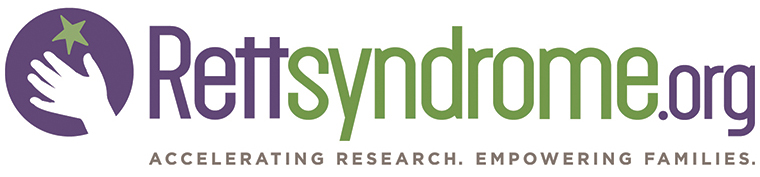 Rettsyndrome.org
ACCELERATING RESEARCH. EMPOWERING FAMILIES.